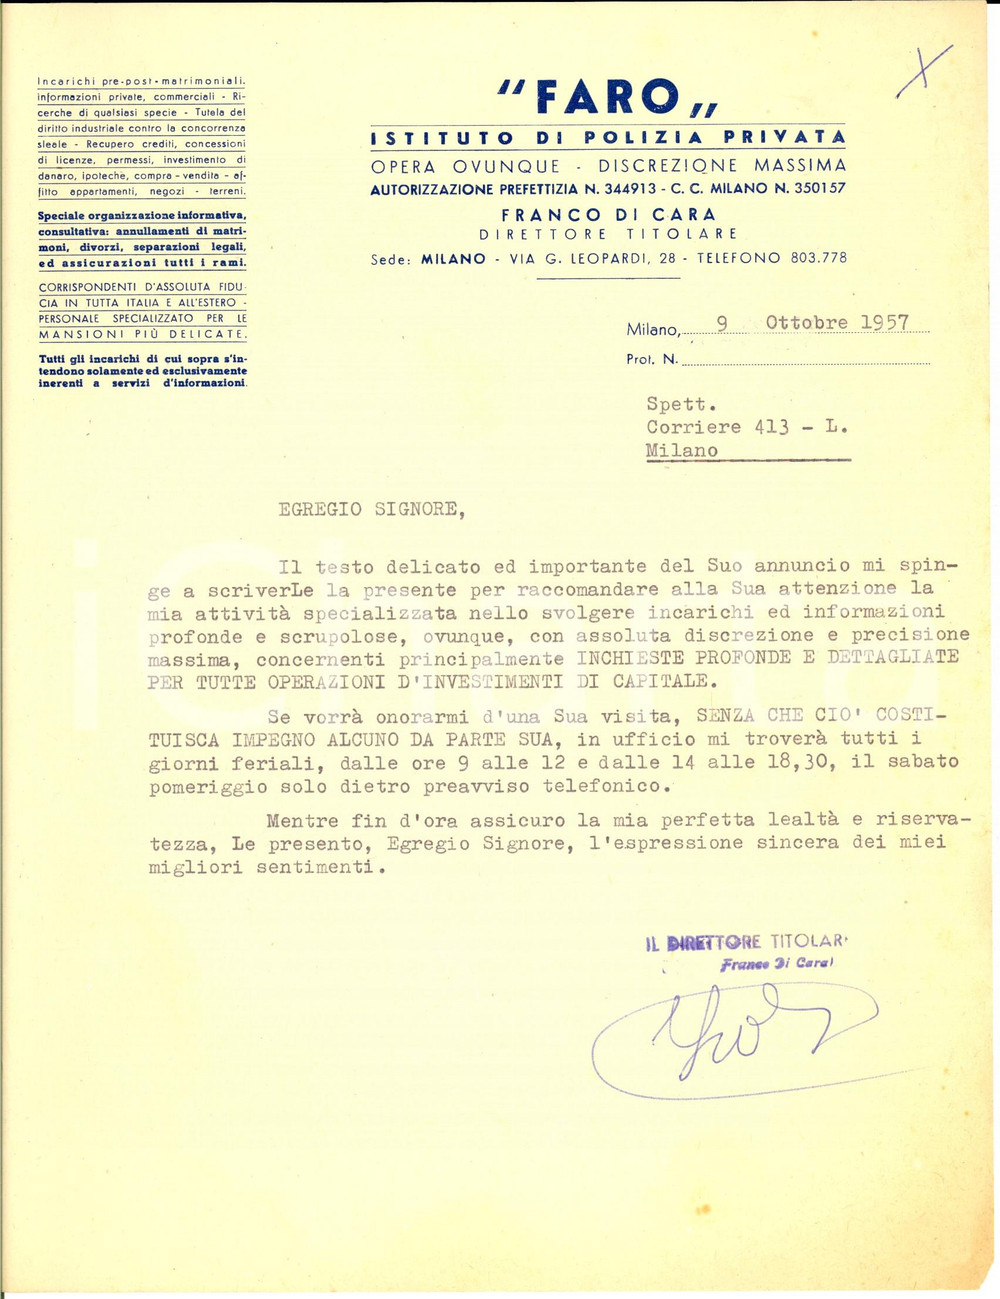 Incarichi pre-post-matrimoniali,
informazioni private, commerciali - Ri-
cerche di qualsiasi specie - Tutela del
diritto industriale contro la concorrenza
sleale - Recupero crediti, concessioni
di licenze, permessi, investimento di
danaro, ipoteche, compra-vendita - af-
fitto appartamenti, negozi - terreni.
Speciale organizzazione informativa,
consultativa: annullamenti di matri-
moni, divorzi, separazioni legali,
ed assicurazioni tutti i rami.
CORRISPONDENTI D'ASSOLUTA FIDU-
CIA IN TUTTA ITALIA E ALL'ESTERO -
PERSONALE SPECIALIZZATO PER LE
MANSIONI PIÙ DELICATE.
Tutti gli incarichi di cui sopra s'in-
tendono solamente ed esclusivamente
inerenti a servizi d'informazioni.
"FARO„
ISTITUTO DI POLIZIA PRIVATA
OPERA OVUNQUE - DISCREZIONE MASSIMA
AUTORIZZAZIONE PREFETTIZIA N. 344913 - C. C. MILANO N. 350157
FRANCO DI CARA
DIRETTORE TITOLARE
Sede: MILANO - VIA G. LEOPARDI, 28 - TELEFONO 803.778
Milano, 9 Ottobre 1957
Prot. N.
Spett.
Corriere 413 - L.
Milano
EGREGIO SIGNORE,
Il testo delicato ed importante del Suo annuncio mi spin-
ge a scriverLe la presente per raccomandare alla Sua attenzione la
mia attività specializzata nello svolgere incarichi ed informazioni
profonde e scrupolose, ovunque, con assoluta discrezione e precisione
massima, concernenti principalmente INCHIESTE PROFONDE E DETTAGLIATE
PER TUTTE OPERAZIONI D'INVESTIMENTI DI CAPITALE.
Se vorrà onorarmi d'una Sua visita, SENZA CHE CIO' COSTI-
TUISCA IMPEGNO ALCUNO DA PARTE SUA, in ufficio mi troverà tutti i
giorni feriali, dalle ore 9 alle 12 e dalle 14 alle 18,30, il sabato
pomeriggio solo dietro preavviso telefonico.
Mentre fin d'ora assicuro la mia perfetta lealtà e riserva-
tezza, Le presento, Egregio Signore, l'espressione sincera dei miei
migliori sentimenti.
IL DIRETTORE TITOLAR
Franco Di Cara